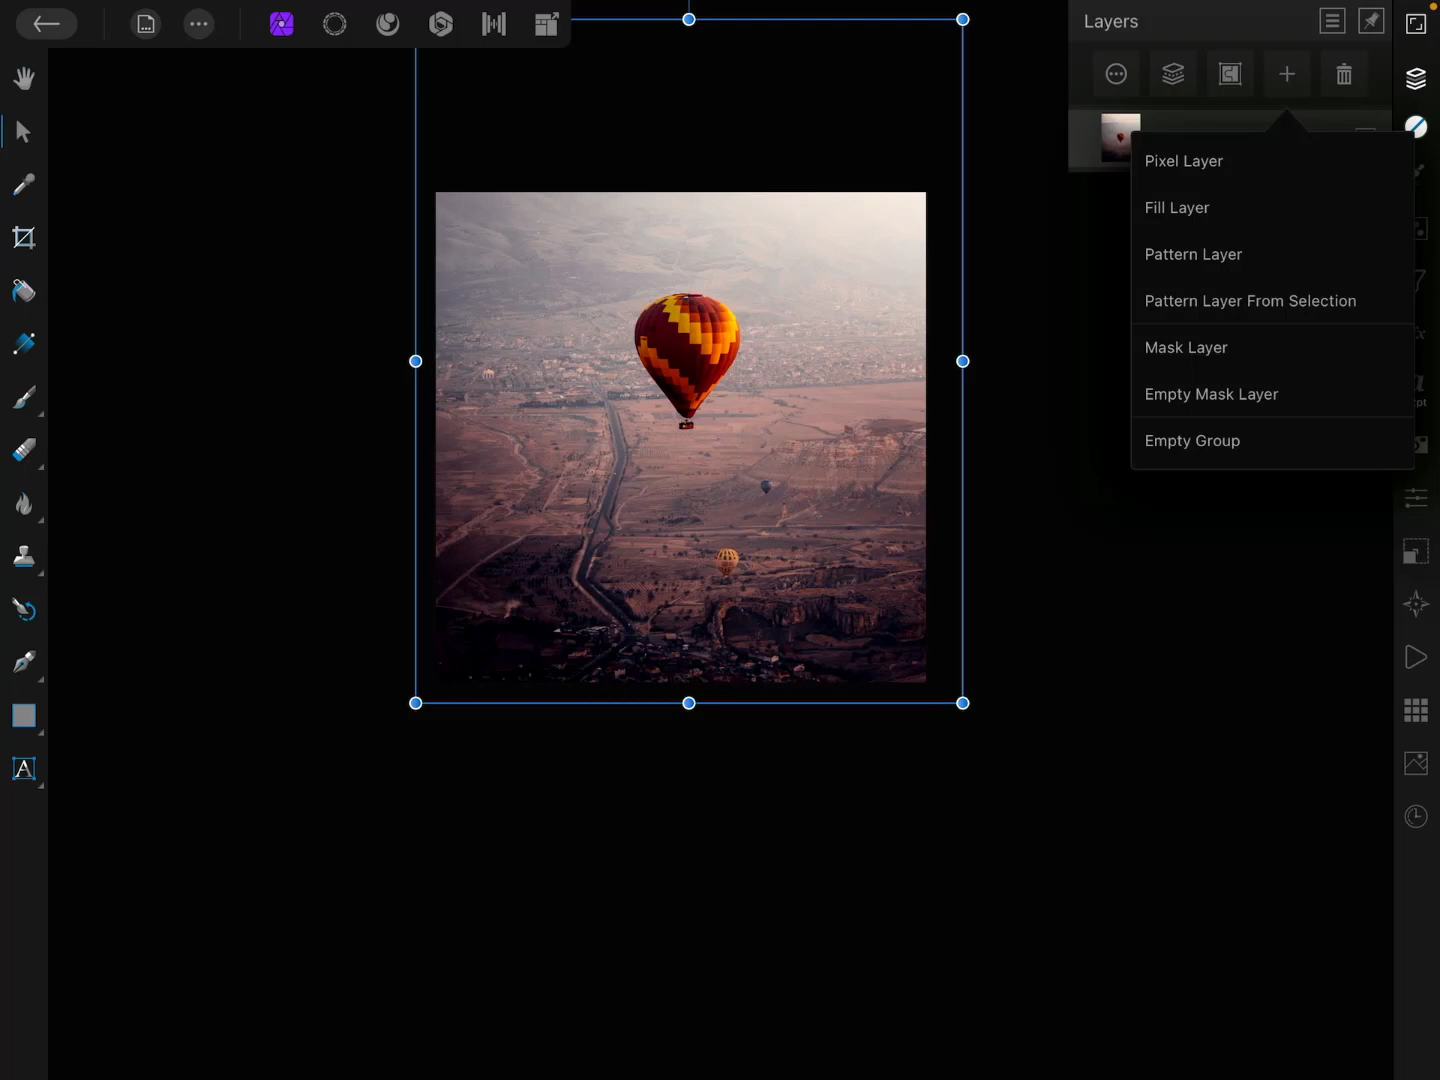 Layers
Pixel Layer
Fill Layer
Pattern Layer
Pattern Layer From Selection
Mask Layer
Empty Mask Layer
Empty Group
A